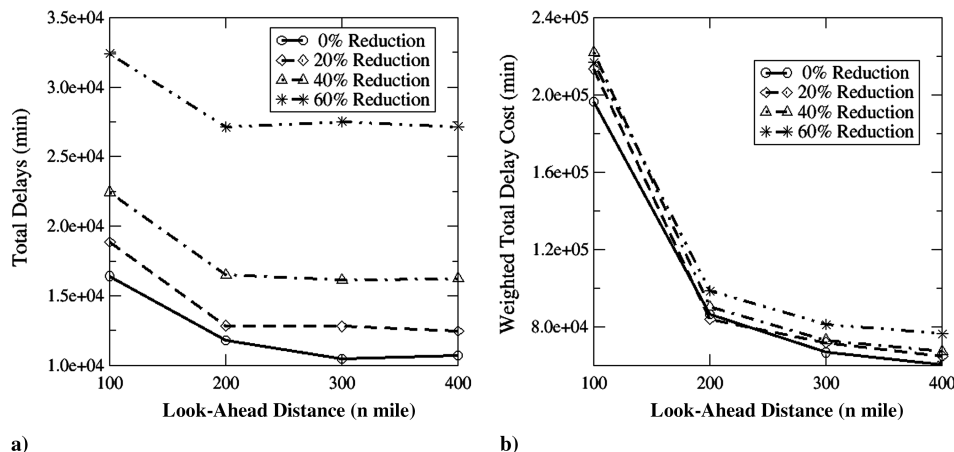 3.5e+04
3.0e+04
2.5e+04
2.0e+04
1.5e+04
1.0e+04
Total Delays (min)
0% Reduction
20% Reduction
40% Reduction
60% Reduction
100 200 300 400
Look-Ahead Distance (n mile)
a)
2.4e+05
2.0e+05
1.6e+05
1.2e+05
8.0e+04
Weighted Total Delay Cost (min)
0% Reduction
20% Reduction
40% Reduction
60% Reduction
100 200 300 400
Look-Ahead Distance (n mile)
b)